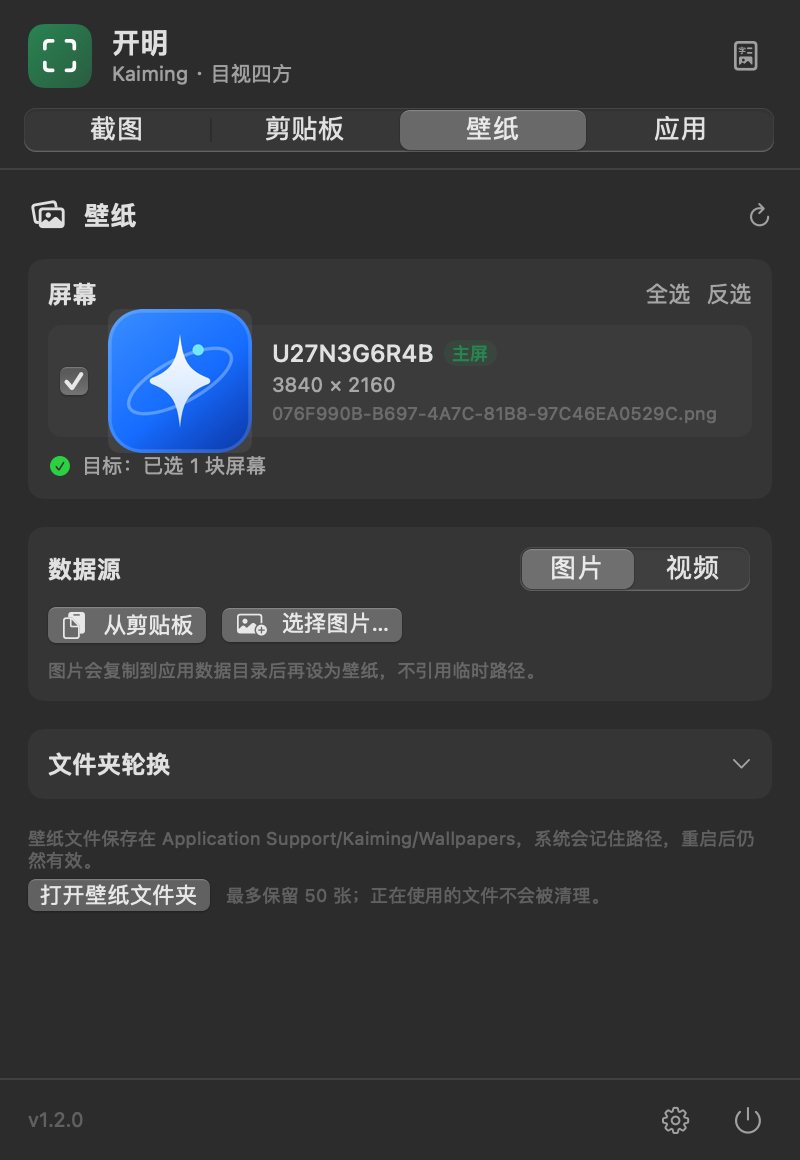 开明
Kaiming · 目视四方
截图 剪贴板 壁纸 应用
壁纸
屏幕 全选 反选
U27N3G6R4B 主屏
3840 × 2160
076F990B-B697-4A7C-81B8-97C46EA0529C.png
目标：已选 1 块屏幕
数据源 图片 视频
从剪贴板 选择图片...
图片会复制到应用数据目录后再设为壁纸，不引用临时路径。
文件夹轮换
壁纸文件保存在 Application Support/Kaiming/Wallpapers，系统会记住路径，重启后仍
然有效。
打开壁纸文件夹 最多保留 50 张；正在使用的文件不会被清理。
v1.2.0